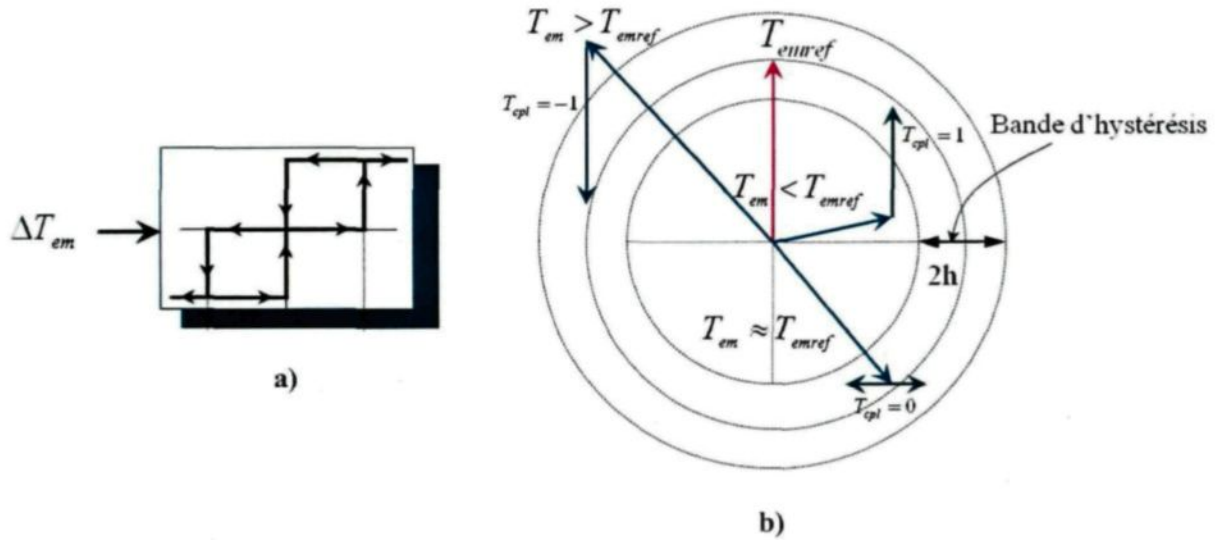 T_em > T_emref
T_emref
T_cpl = -1
T_cpl = 1
Bande d'hystérésis
ΔT_em
T_em < T_emref
2h
T_em ≈ T_emref
T_cpl = 0
a)
b)